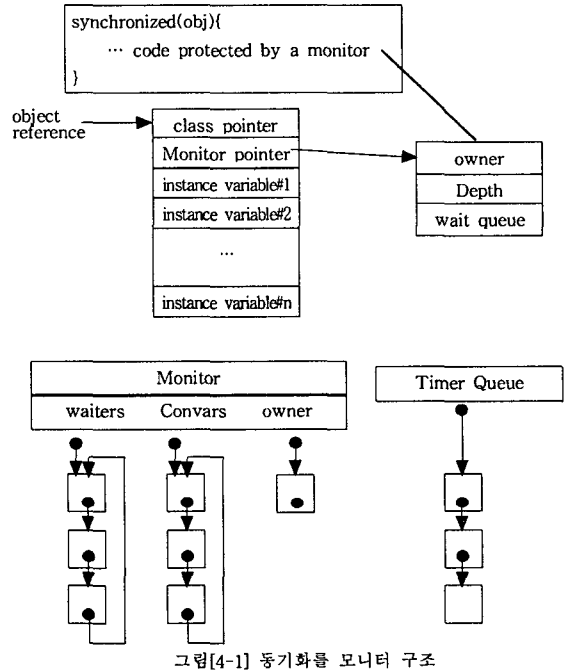 synchronized(obj){
… code protected by a monitor
}
object
reference
class pointer
Monitor pointer
instance variable#1
instance variable#2
…
instance variable#n
owner
Depth
wait queue
Monitor
waiters Convars owner
Timer Queue
그림[4-1] 동기화를 모니터 구조